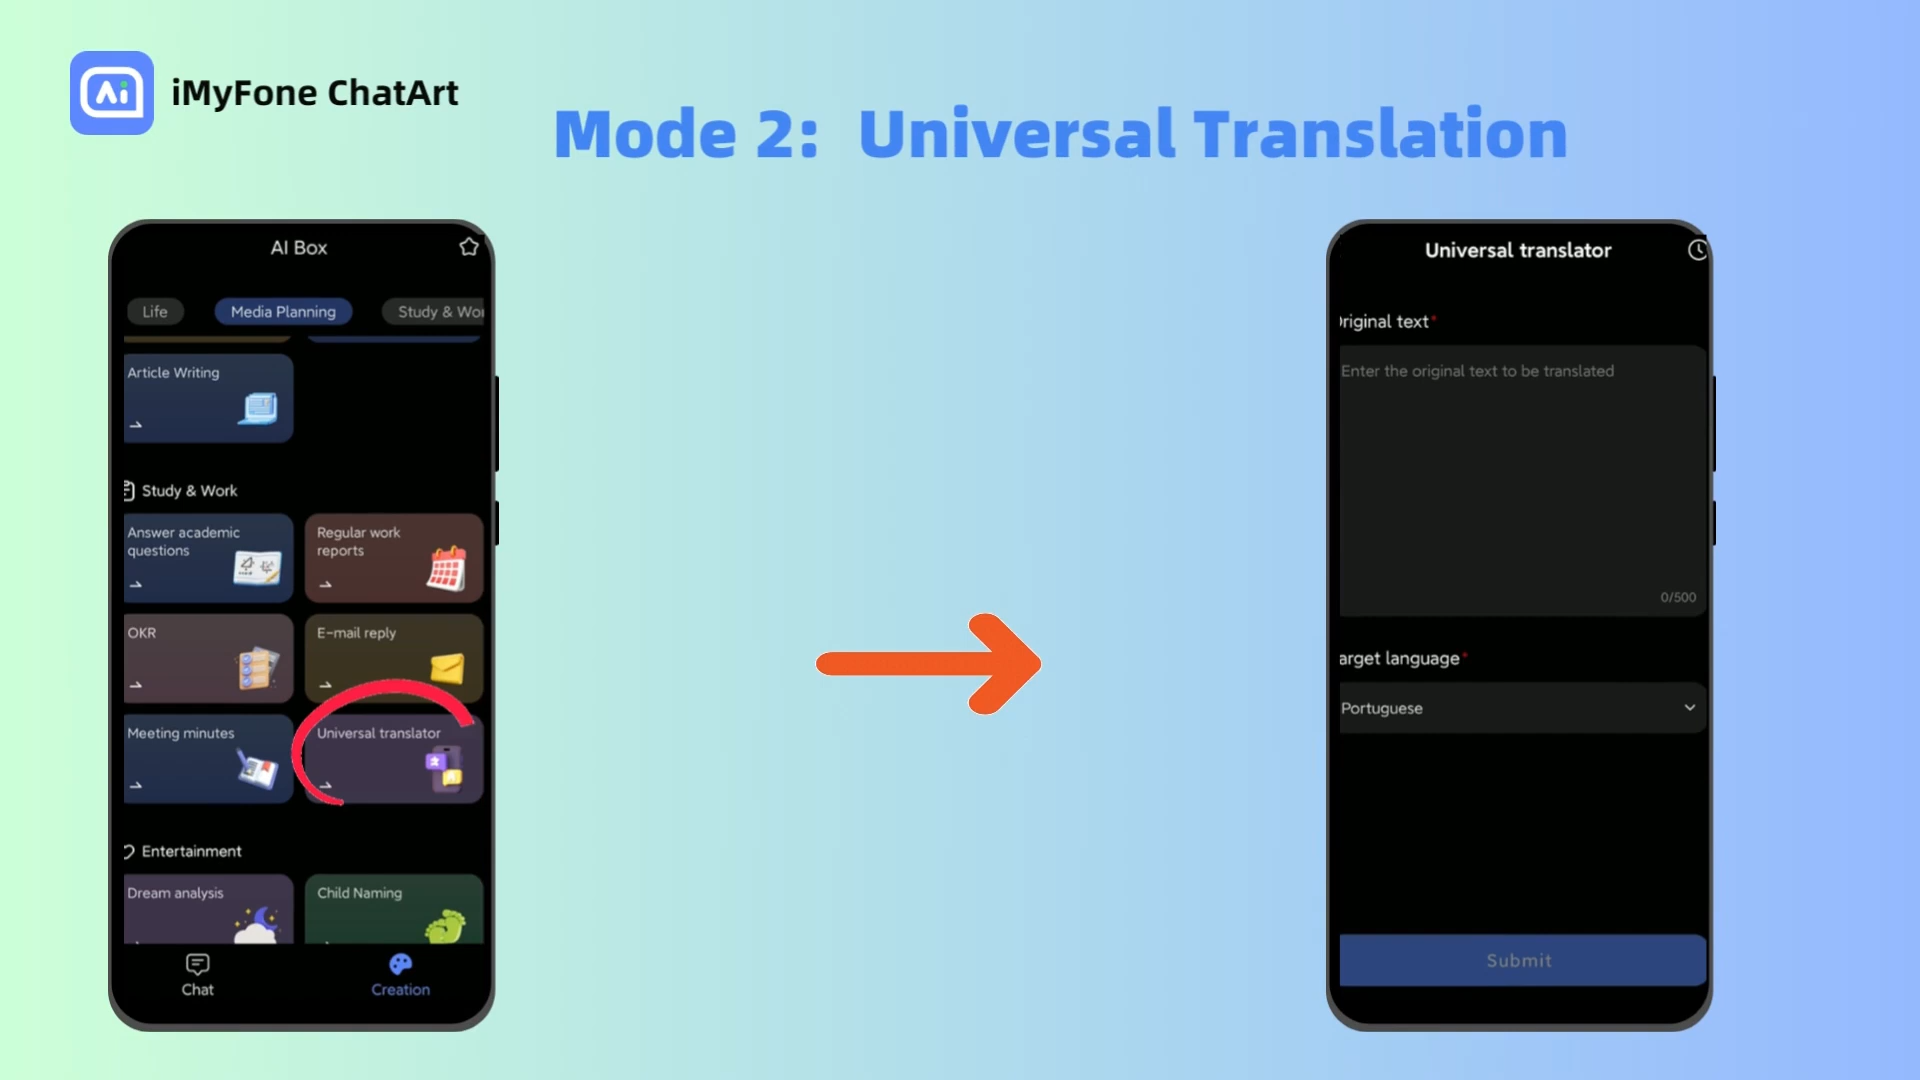 iMyFone ChatArt
Mode 2: Universal Translation
AI Box
Life
Media Planning
Study & Wor
Article Writing
Study & Work
Answer academic
questions
Regular work
reports
OKR
E-mail reply
Meeting minutes
Universal translator
Entertainment
Dream analysis
Child Naming
Chat
Creation
Universal translator
Original text*
Enter the original text to be translated
0/500
arget language*
Portuguese
Submit